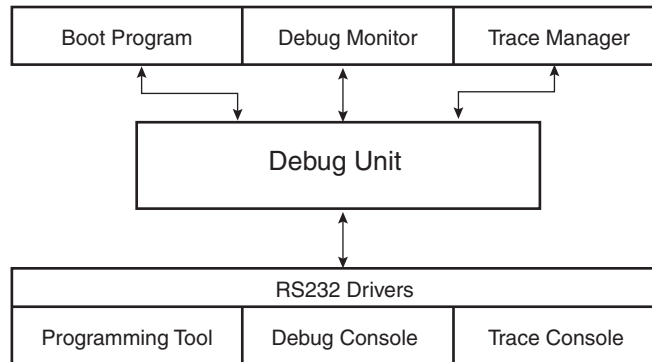 Boot Program
Debug Monitor
Trace Manager
Debug Unit
RS232 Drivers
Programming Tool
Debug Console
Trace Console